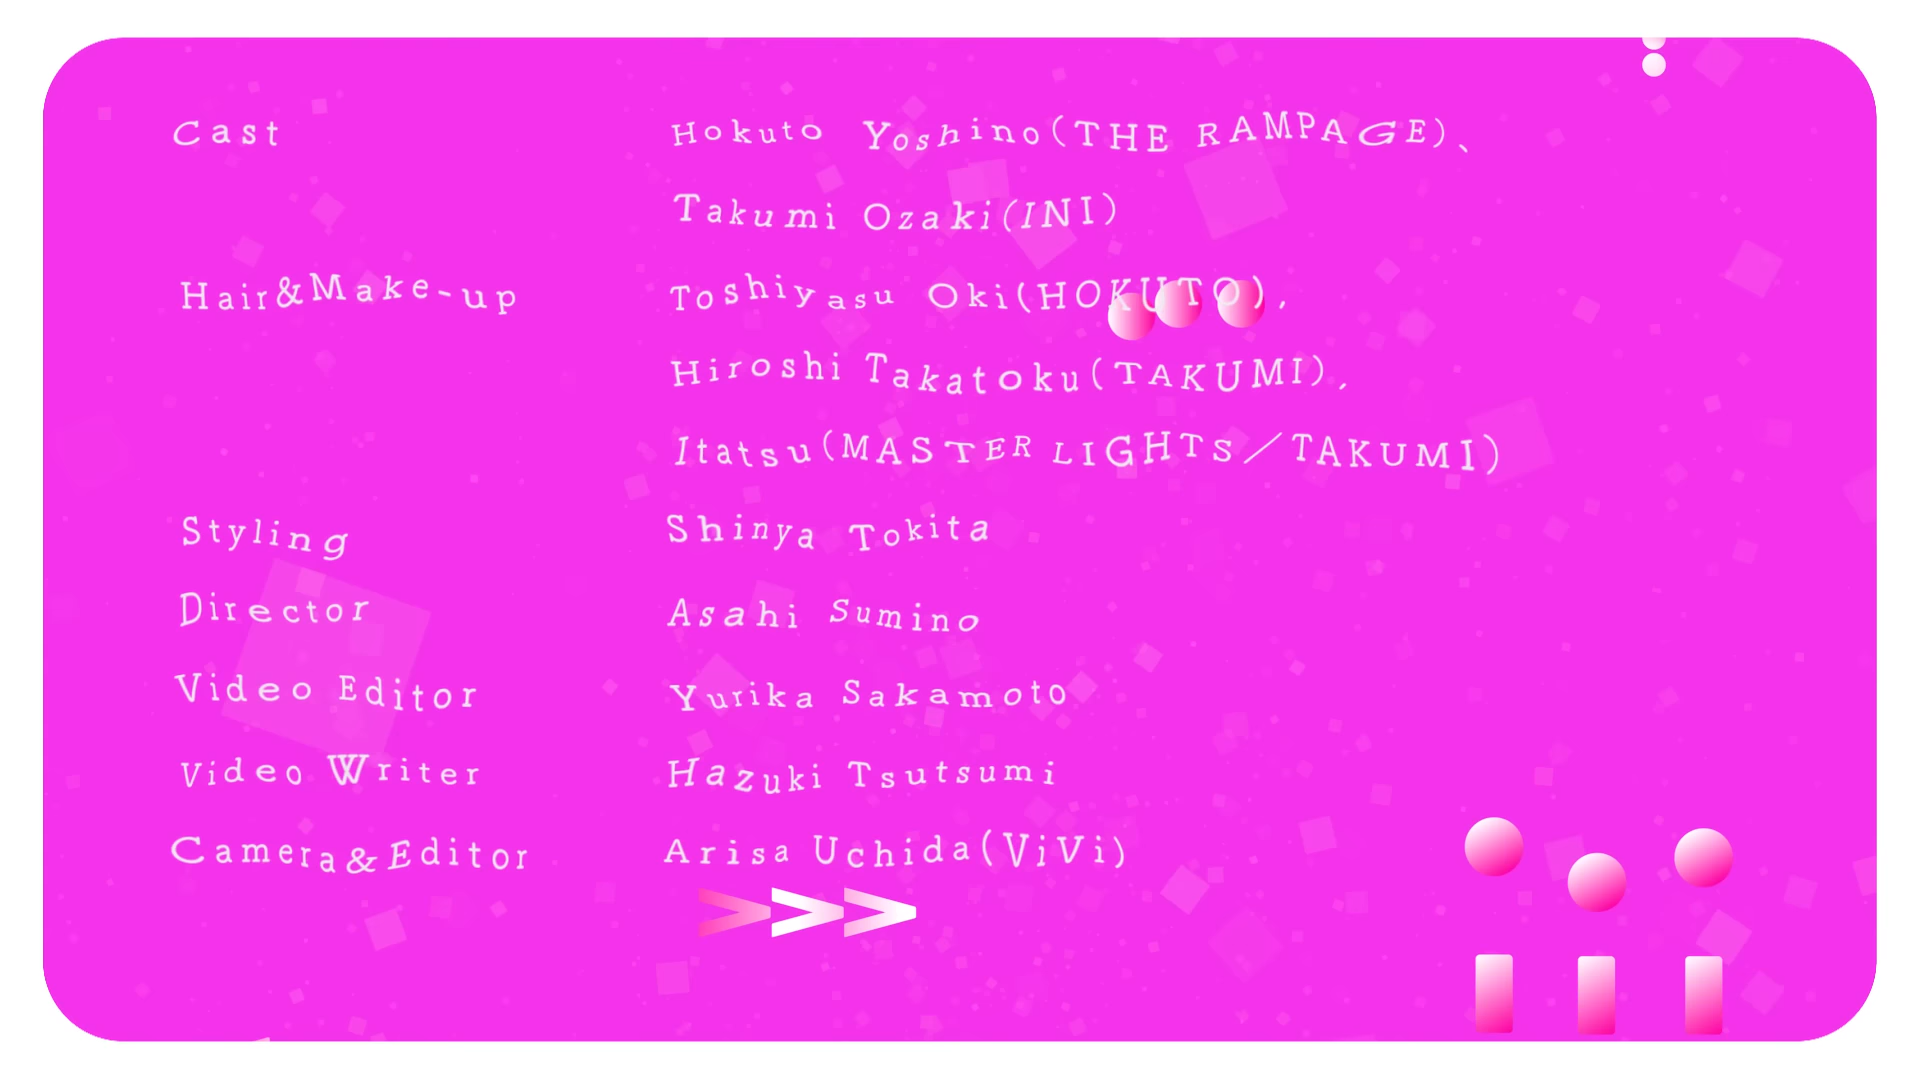 Cast Hokuto Yoshino(THE RAMPAGE)、
Takumi Ozaki(INI)
Hair&Make-up Toshiyasu Oki(HOKUTO),
Hiroshi Takatoku(TAKUMI),
Itatsu(MASTER LIGHTS／TAKUMI)
Styling Shinya Tokita
Director Asahi Sumino
Video Editor Yurika Sakamoto
Video Writer Hazuki Tsutsumi
Camera&Editor Arisa Uchida(ViVi)